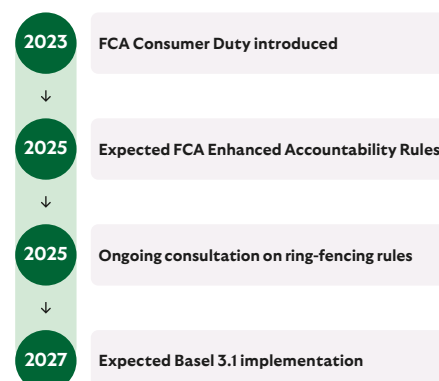 2023
FCA Consumer Duty introduced
2025
Expected FCA Enhanced Accountability Rules
2025
Ongoing consultation on ring-fencing rules
2027
Expected Basel 3.1 implementation